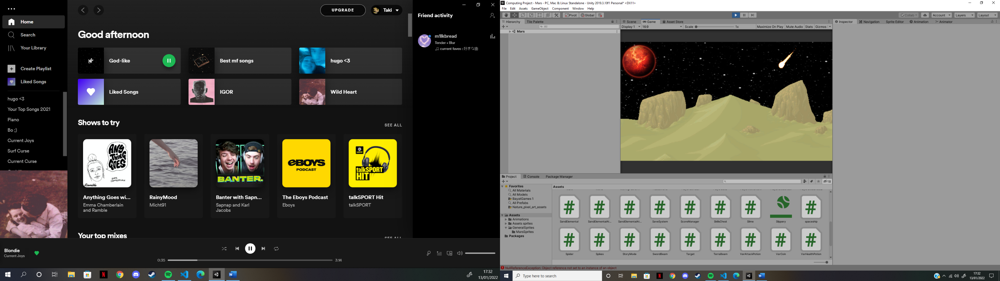 Home
Search
Your Library
Create Playlist
Liked Songs
hugo <3
Your Top Songs 2021
Piano
Bo ;)
Current Joys
Surf Curse
Current Curse
UPGRADE
Taki
Good afternoon
God-like
Best mf songs
hugo <3
Liked Songs
IGOR
Wild Heart
Shows to try
SEE ALL
ANYTHING GOES
EMMA CHAMBERLAIN
Ramble
BANTER.
eBOYS
PODCAST
talkSPORT
HIT
Anything Goes wi...
Emma Chamberlain
and Ramble
RainyMood
Micht91
Banter with Sapn...
Sapnap and Karl
Jacobs
The Eboys Podcast
Eboys
talkSPORT Hit
talkSPORT
Your top mixes
SEE ALL
Friend activity
m1lkbread
Tender • Blur
current faves : 好きな曲
Blondie
Current Joys
0:35
3:14
17:32
13/01/2022
Computing Project - Mars - PC, Mac & Linux Standalone - Unity 2019.3.10f1 Personal* <DX11>
File Edit Assets GameObject Component Window Help
Pivot Global
Collab Account Layers Layout
Hierarchy Tile Palette
All
Mars
Scene Game Asset Store
Display 1 16:9 Scale 1x Maximize On Play Mute Audio Stats Gizmos
Inspector Navigation Sprite Editor Animation Animator
Project Console Package Manager
18
Favorites
All Materials
All Models
BayatGames 1
All Prefabs
Nature_pixel_art_assets
Assets
Animations
Assets sprites
GeneralSprites
MarsSprites
Packages
Assets
SandElemental SandElementalAt... SandElementalAt... SaveSystem ScoreManager SkillsChest Slime Slippery spaceship
Spider Spikes StoryMode SwordBeam Target TerraBeam VarAttackPotion VarCoin VarHealthPotion
NullReferenceException: Object reference not set to an instance of an object
Type here to search
17:32
13/01/2022